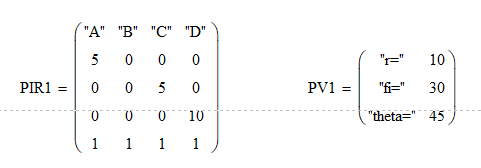 "A" "B" "C" "D"
5 0 0 0
0 0 5 0
0 0 0 10
1 1 1 1
PIR1 =
"r=" 10
"fi=" 30
"theta=" 45
PV1 =